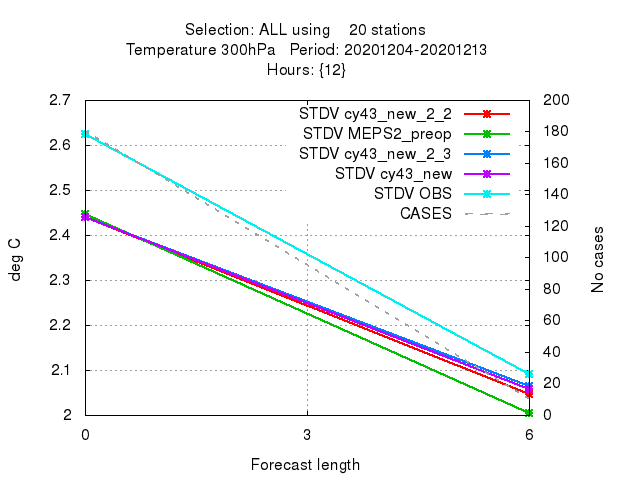 Selection: ALL using 20 stations
Temperature 300hPa Period: 20201204-20201213
Hours: {12}
STDV cy43_new_2_2
STDV MEPS2_preop
STDV cy43_new_2_3
STDV cy43_new
STDV OBS
CASES
2.7
2.6
2.5
2.4
2.3
2.2
2.1
2
deg C
200
180
160
140
120
100
80
60
40
20
0
No cases
0 3 6
Forecast length